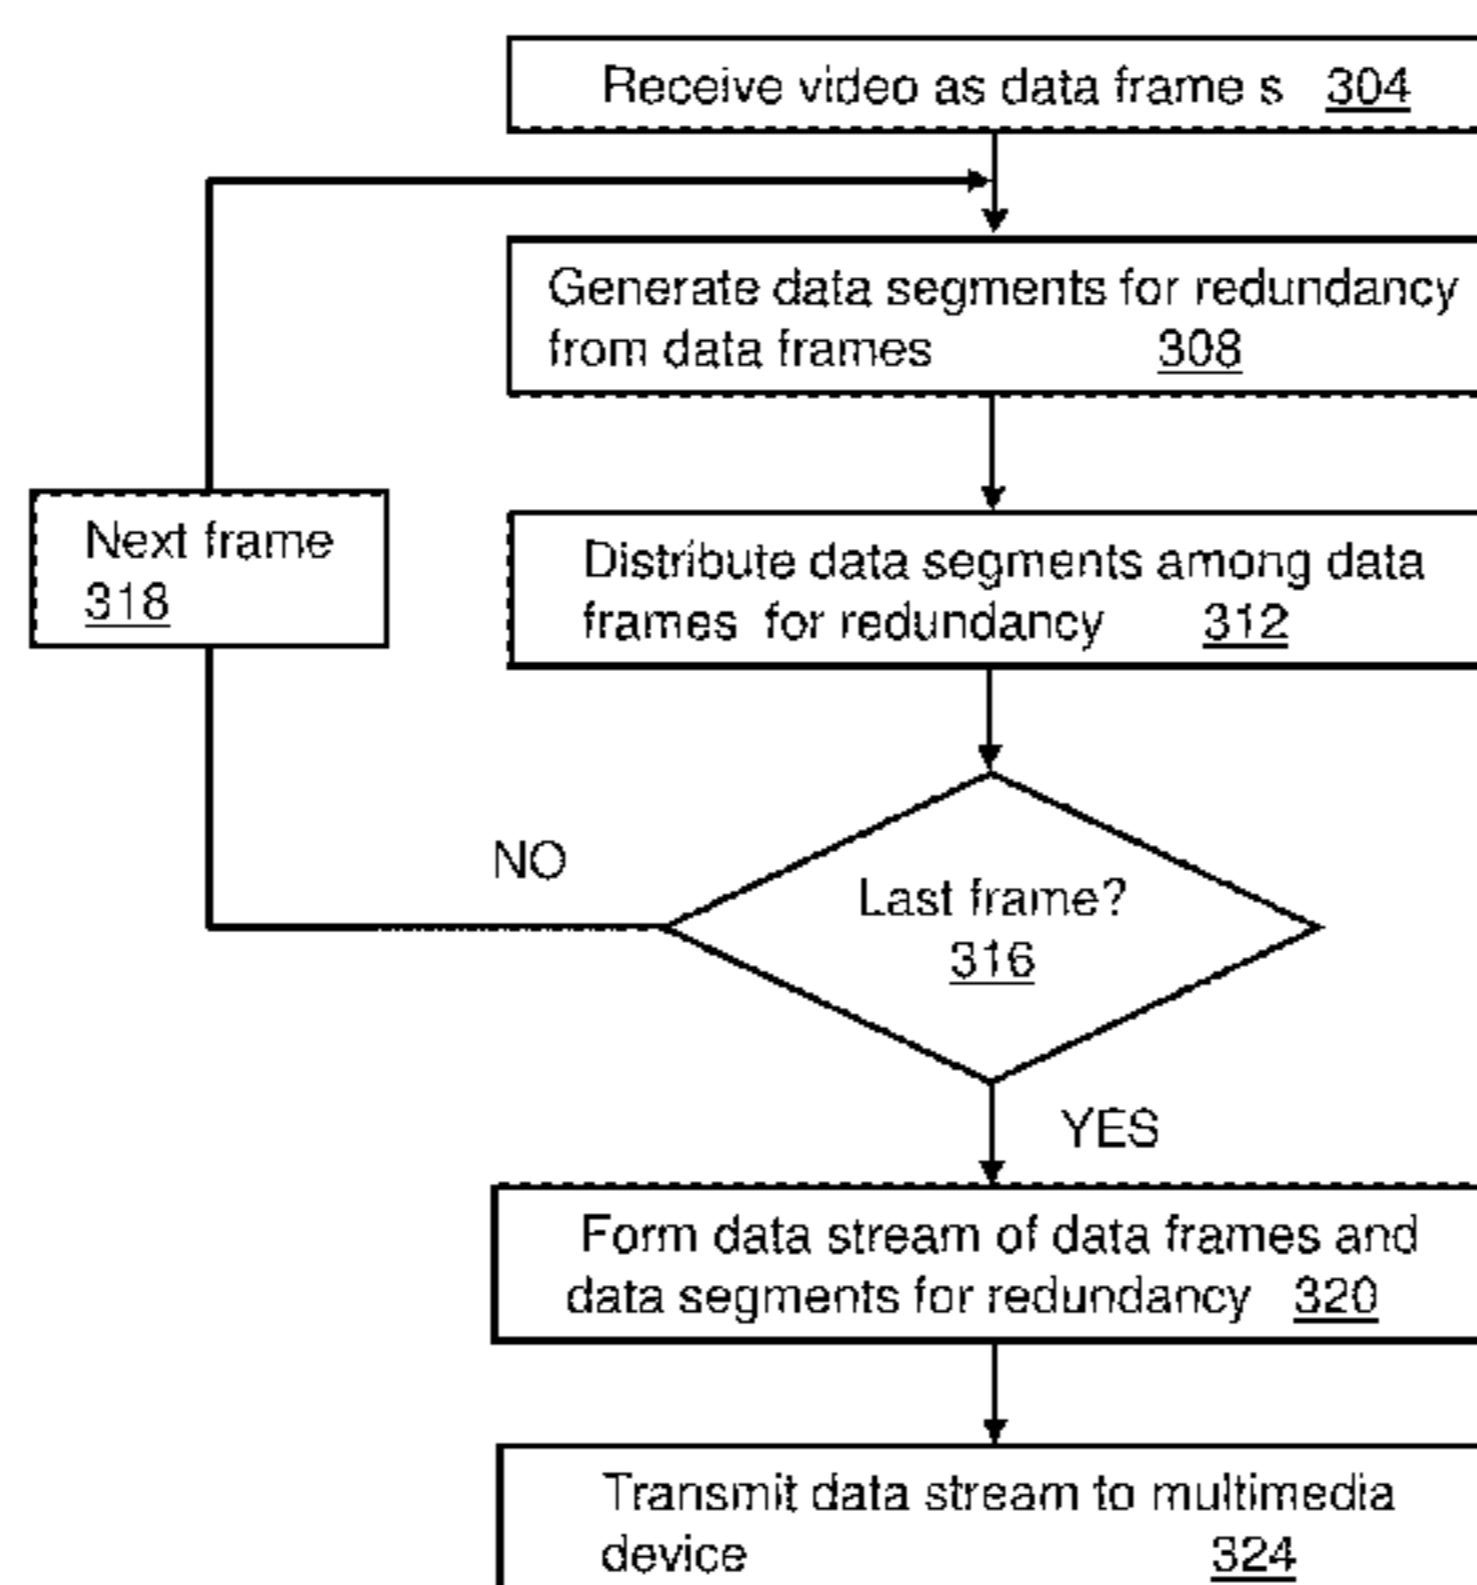 Receive video as data frame s 304
Generate data segments for redundancy
from data frames 308
Next frame
318
Distribute data segments among data
frames for redundancy 312
NO
Last frame?
316
YES
Form data stream of data frames and
data segments for redundancy 320
Transmit data stream to multimedia
device 324